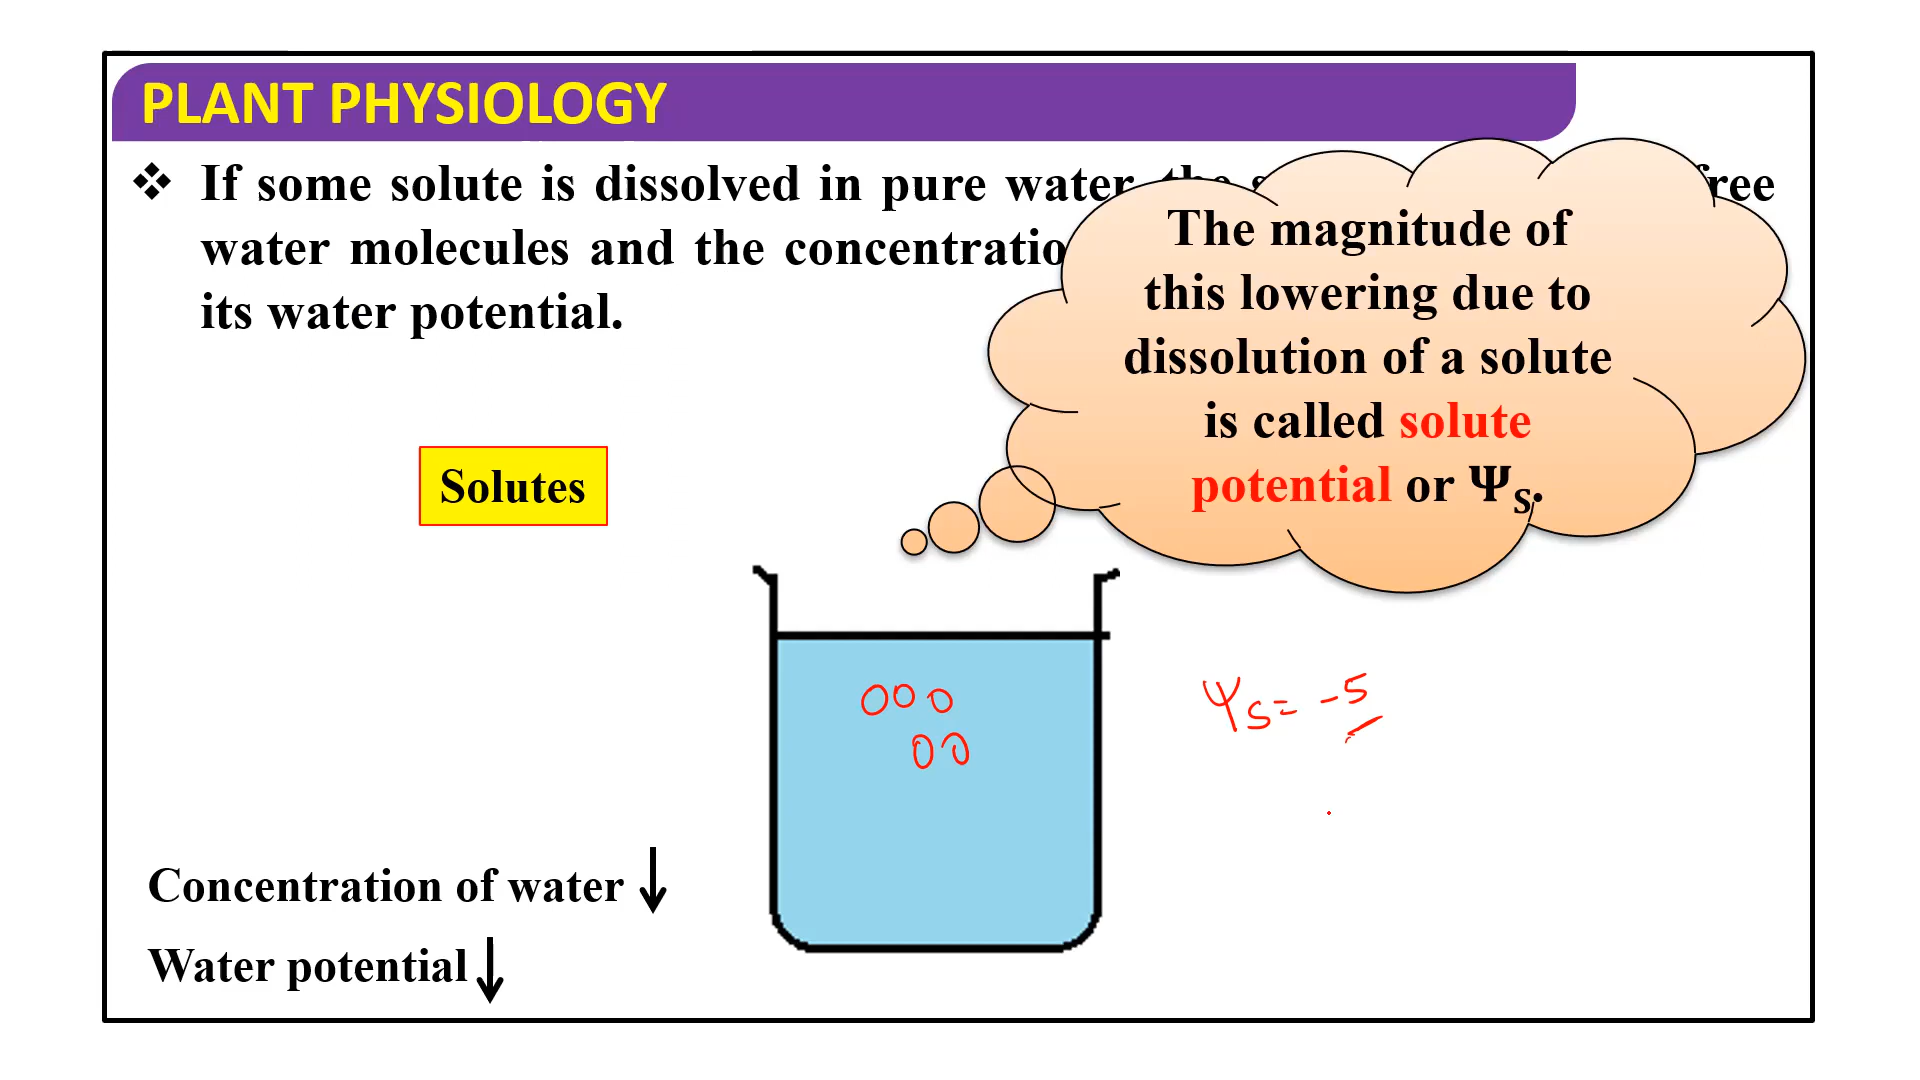 PLANT PHYSIOLOGY
❖ If some solute is dissolved in pure water, the free
water molecules and the
its water potential.
The magnitude of
this lowering due to
dissolution of a solute
is called solute
potential or Ψs.
Solutes
Ψs = -5
Concentration of water ↓
Water potential ↓